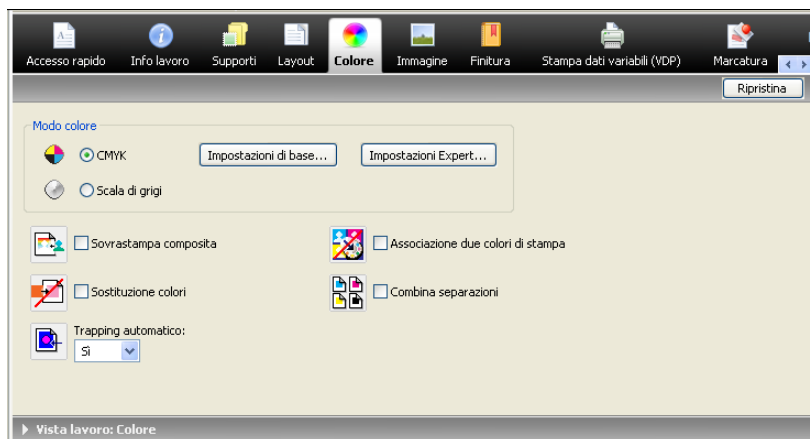 Accesso rapido Info lavoro Supporti Layout Colore Immagine Finitura Stampa dati variabili (VDP) Marcatura
Ripristina
Modo colore
CMYK Impostazioni di base... Impostazioni Expert...
Scala di grigi
Sovrastampa composita Associazione due colori di stampa
Sostituzione colori Combina separazioni
Trapping automatico:
Sì
Vista lavoro: Colore